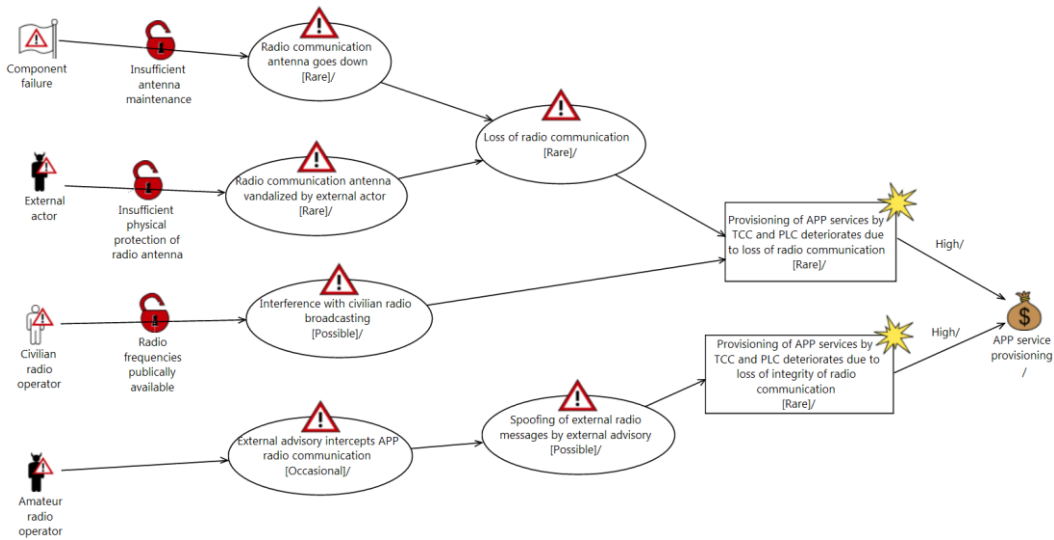 Component
failure
Insufficient
antenna
maintenance
Radio communication
antenna goes down
[Rare]/
Loss of radio communication
[Rare]/
External
actor
Insufficient
physical
protection of
radio antenna
Radio communication antenna
vandalized by external actor
[Rare]/
Provisioning of APP services by
TCC and PLC deteriorates due
to loss of radio communication
[Rare]/
High/
Civilian
radio
operator
Radio
frequencies
publically
available
Interference with civilian radio
broadcasting
[Possible]/
$
APP service
provisioning
/
Provisioning of APP services by
TCC and PLC deteriorates due to
loss of integrity of radio
communication
[Rare]/
High/
Amateur
radio
operator
External advisory intercepts APP
radio communication
[Occasional]/
Spoofing of external radio
messages by external advisory
[Possible]/